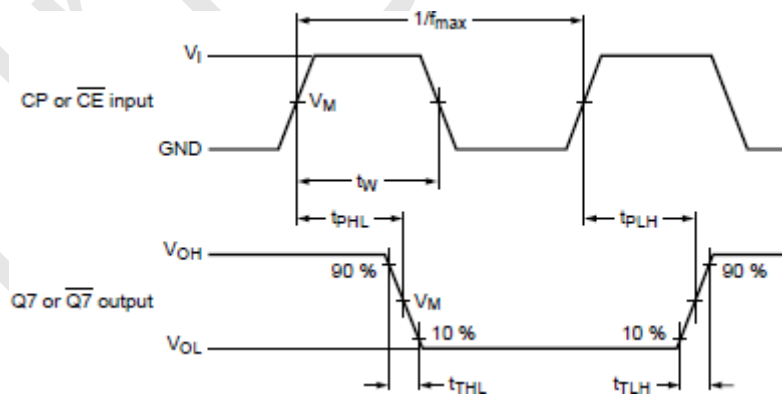 1/fmax
VI
CP or CE input
VM
GND
tW
tPHL
tPLH
VOH
90 %
90 %
Q7 or Q7 output
VM
10 %
10 %
VOL
tTHL
tTLH